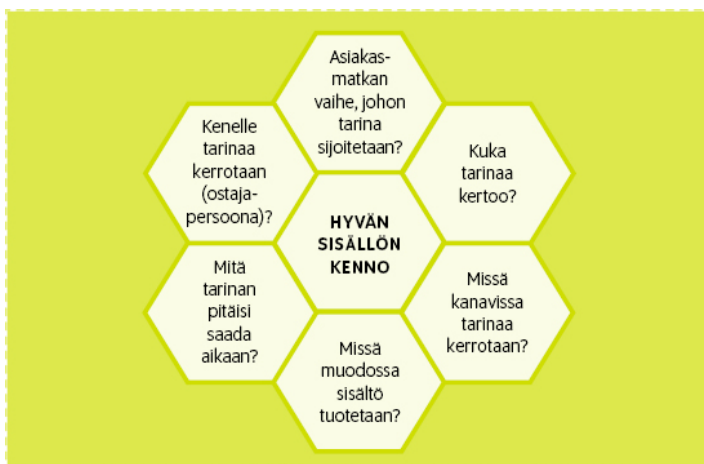 Asiakas-
matkan
vaihe, johon
tarina
sijoitetaan?
Kenelle
tarinaa
kerrotaan
(ostaja-
persoona)?
Kuka
tarinaa
kertoo?
HYVÄN
SISÄLLÖN
KENNO
Mitä
tarinan
pitäisi
saada
aikaan?
Missä
kanavissa
tarinaa
kerrotaan?
Missä
muodossa
sisältö
tuotetaan?